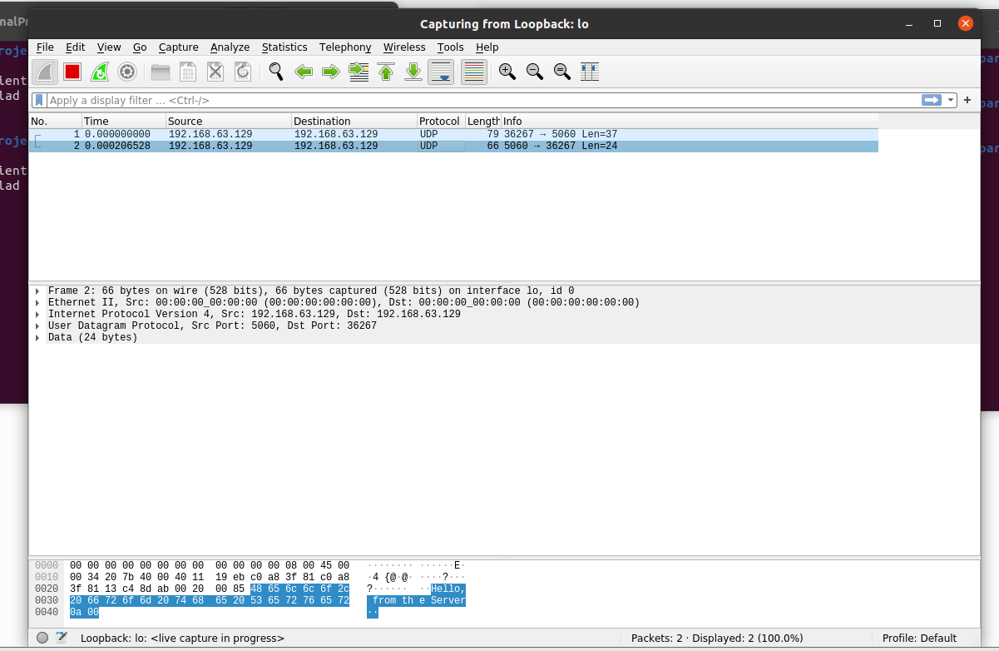 nalPr
Capturing from Loopback: lo
File Edit View Go Capture Analyze Statistics Telephony Wireless Tools Help
roje
ient
lad
roje
ient
lad
par
par
par
Apply a display filter … <Ctrl-/>
No. Time Source Destination Protocol Length Info
1 0.000000000 192.168.63.129 192.168.63.129 UDP 79 36267 → 5060 Len=37
2 0.000206528 192.168.63.129 192.168.63.129 UDP 66 5060 → 36267 Len=24
Frame 2: 66 bytes on wire (528 bits), 66 bytes captured (528 bits) on interface lo, id 0
Ethernet II, Src: 00:00:00_00:00:00 (00:00:00:00:00:00), Dst: 00:00:00_00:00:00 (00:00:00:00:00:00)
Internet Protocol Version 4, Src: 192.168.63.129, Dst: 192.168.63.129
User Datagram Protocol, Src Port: 5060, Dst Port: 36267
Data (24 bytes)
0000 00 00 00 00 00 00 00 00 00 00 00 00 08 00 45 00 ········ ······E·
0010 00 34 20 7b 40 00 40 11 19 eb c0 a8 3f 81 c0 a8 ·4 {@·@· ····?···
0020 3f 81 13 c4 8d ab 00 20 00 85 48 65 6c 6c 6f 2c ?······  ··Hello,
0030 20 66 72 6f 6d 20 74 68 65 20 53 65 72 76 65 72 from th e Server
0040 0a 00 ··
Loopback: lo: <live capture in progress> Packets: 2 · Displayed: 2 (100.0%) Profile: Default